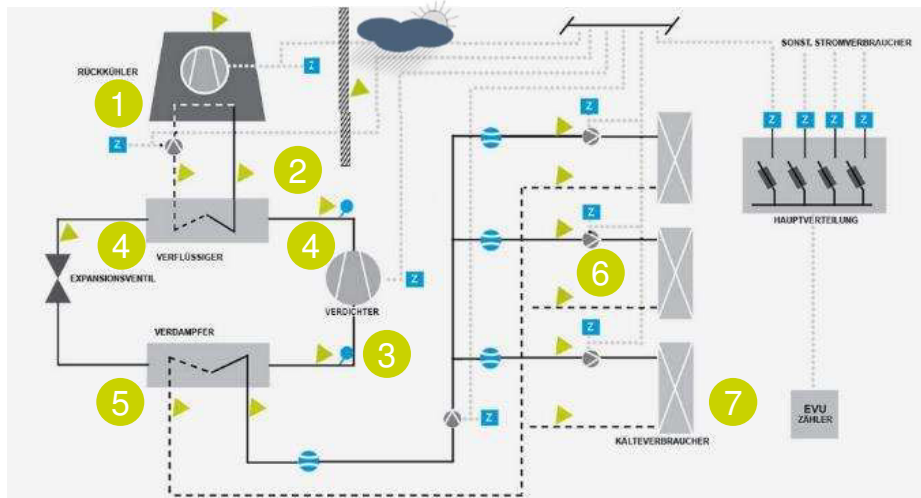 SONST. STROMVERBRAUCHER
RÜCKKÜHLER
Z
1
Z
Z
Z
Z
Z
Z
Z
2
HAUPTVERTEILUNG
4
4
Z
VERFLÜSSIGER
6
EXPANSIONSVENTIL
Z
VERDICHTER
VERDAMPFER
Z
3
5
7
Z
EVU
ZÄHLER
KÄLTEVERBRAUCHER